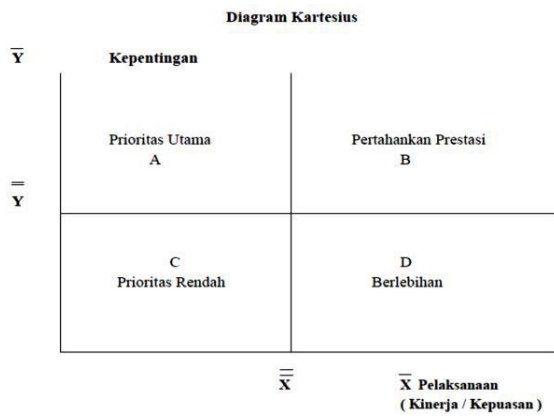 Diagram Kartesius
Y̅ Kepentingan
Prioritas Utama
A
Pertahankan Prestasi
B
Y̿
C
Prioritas Rendah
D
Berlebihan
X̿
X̅ Pelaksanaan
( Kinerja / Kepuasan )